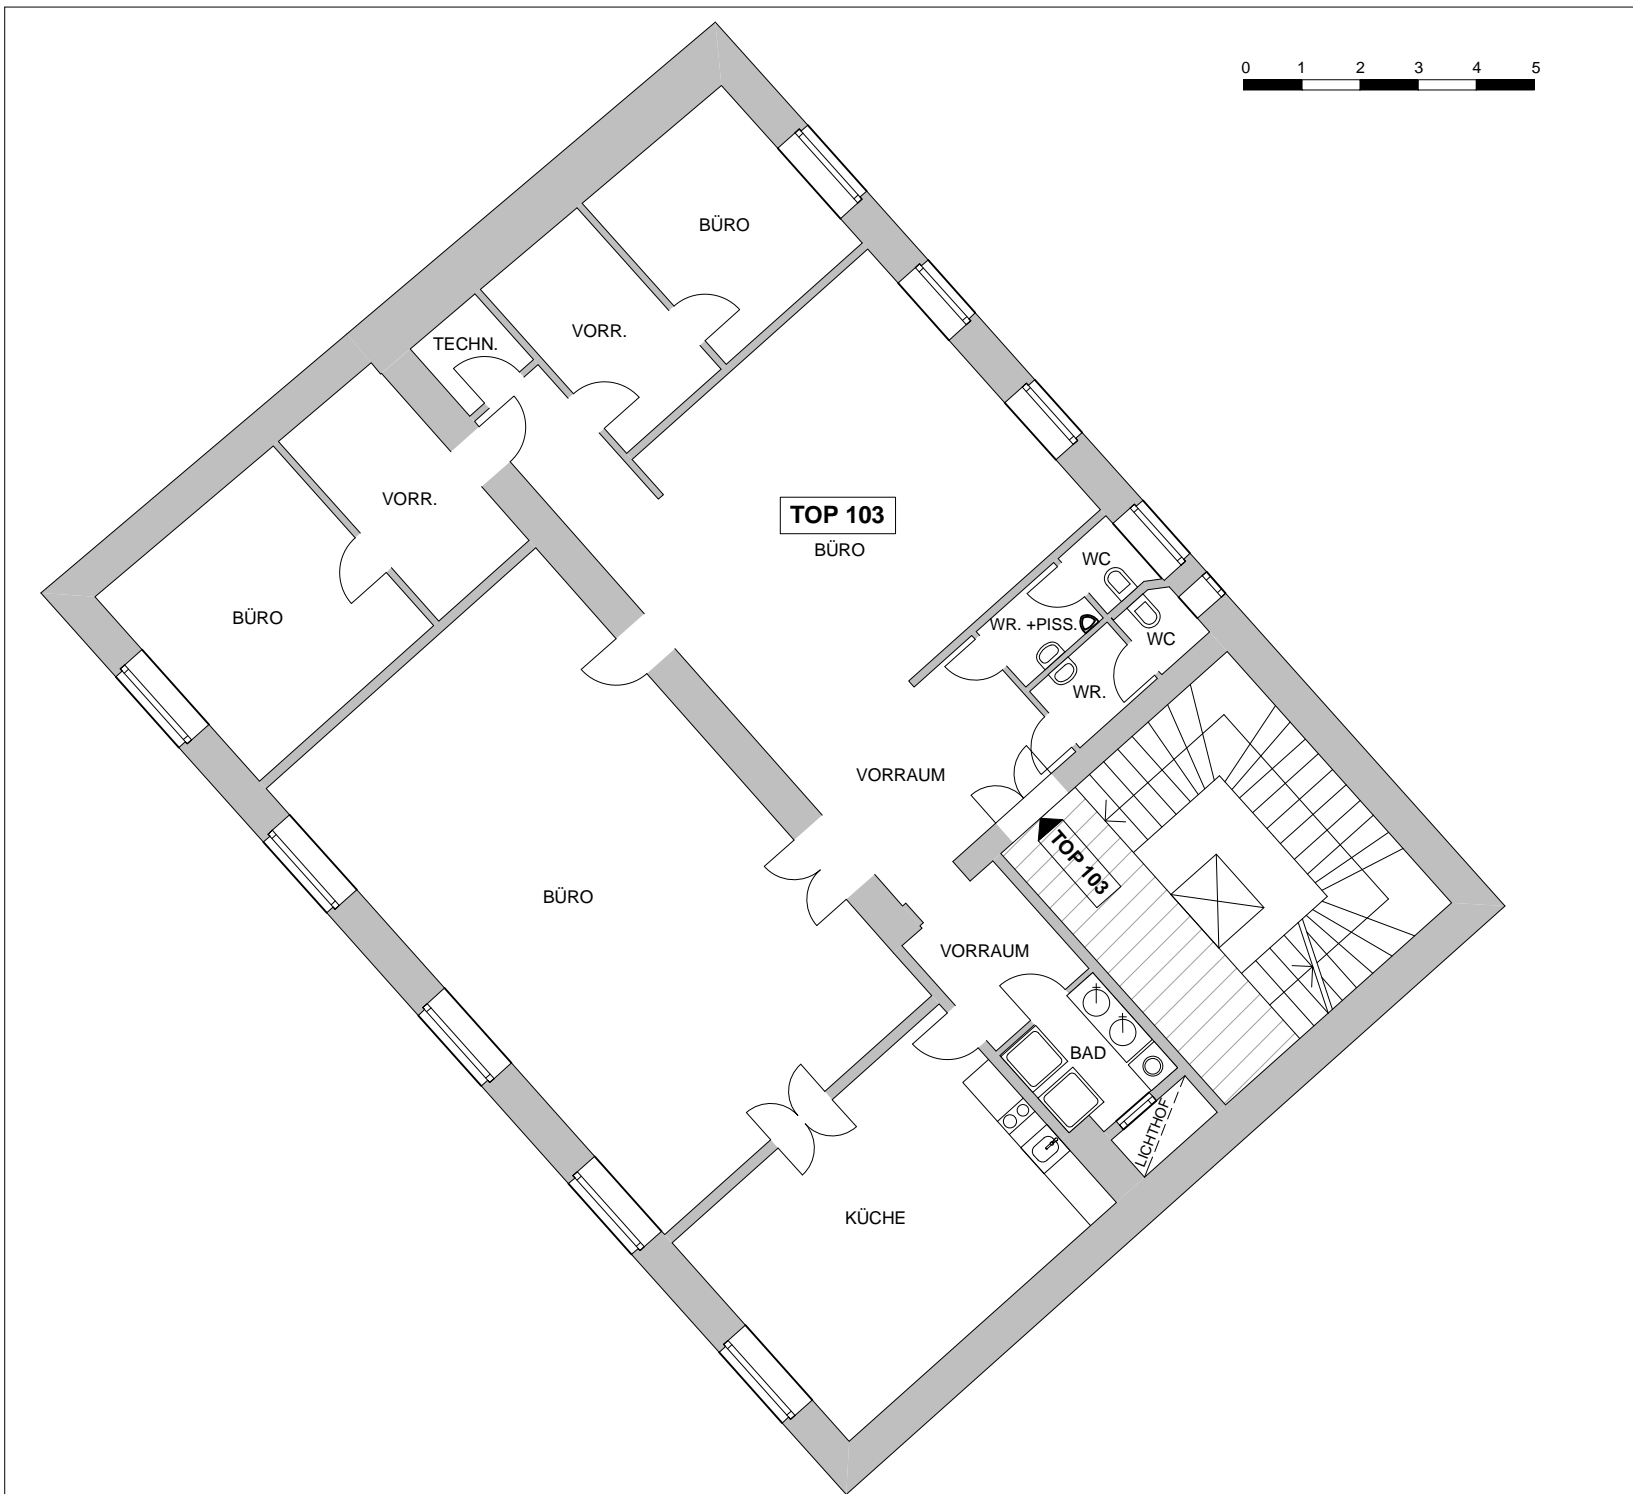 0 1 2 3 4 5
BÜRO
VORR.
TECHN.
VORR.
BÜRO
TOP 103
BÜRO
WC
WR. +PISS.
WC
WR.
VORRAUM
TOP 103
BÜRO
VORRAUM
BAD
LICHTHOF
KÜCHE